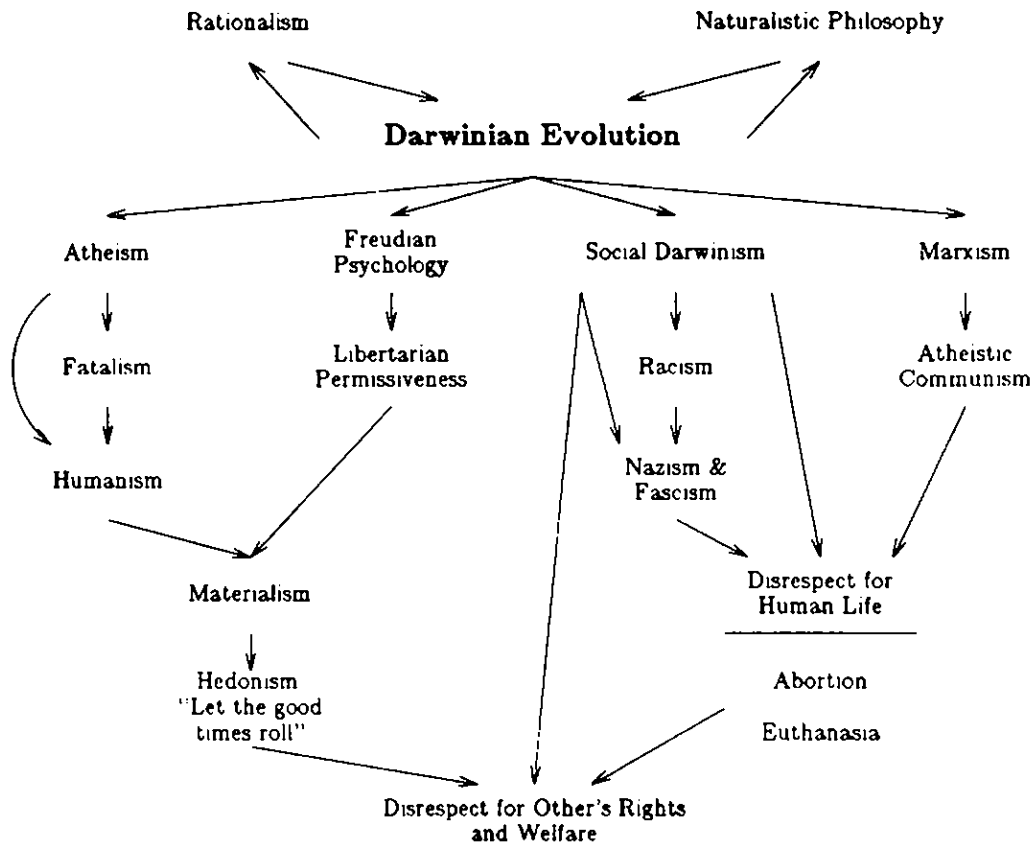 Rationalism
Naturalistic Philosophy
Darwinian Evolution
Atheism
Freudian
Psychology
Social Darwinism
Marxism
Fatalism
Libertarian
Permissiveness
Racism
Atheistic
Communism
Humanism
Nazism &
Fascism
Materialism
Disrespect for
Human Life
Hedonism
"Let the good
times roll"
Abortion
Euthanasia
Disrespect for Other's Rights
and Welfare